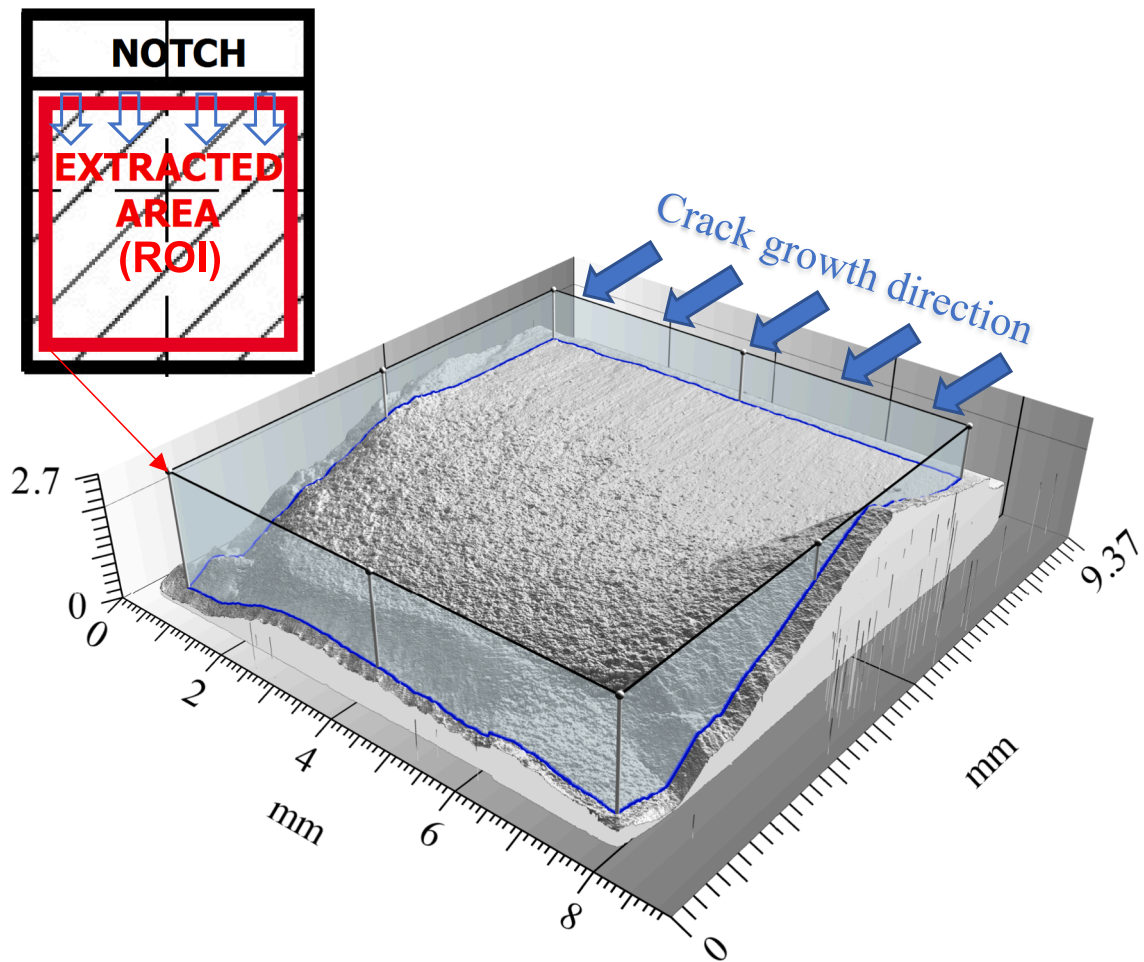 NOTCH
EXTRACTED
AREA
(ROI)
Crack growth direction
2.7
0
0
2
4
6
8
mm
0
mm
9.37